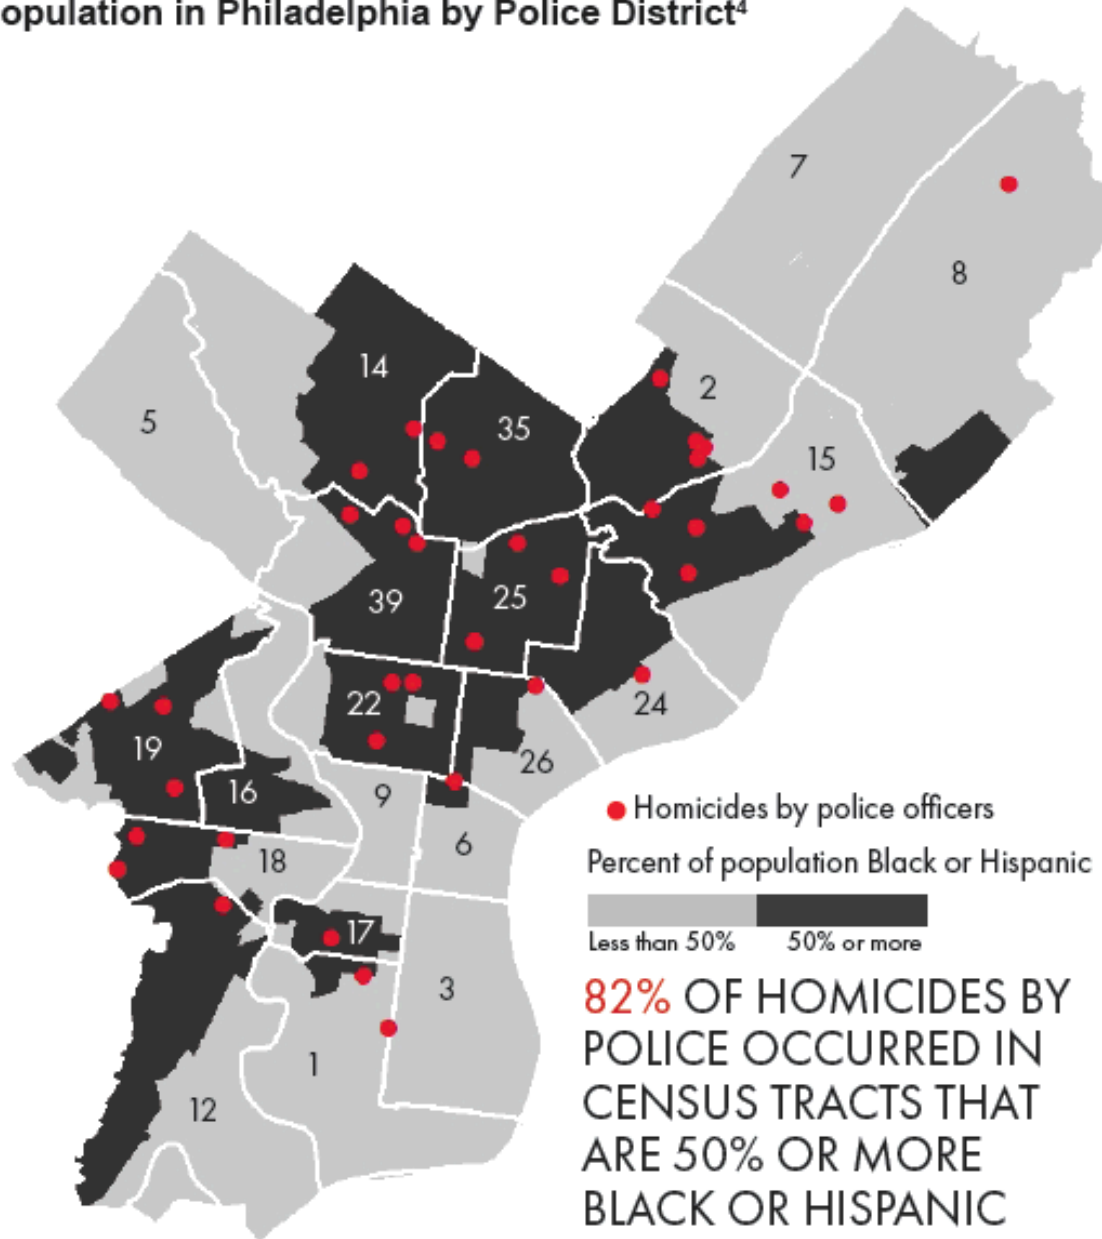 opulation in Philadelphia by Police District⁴
7
8
14
2
5
35
15
39
25
22
24
19
26
16
9
Homicides by police officers
6
18
Percent of population Black or Hispanic
17
Less than 50% 50% or more
3
82% OF HOMICIDES BY
POLICE OCCURRED IN
1
CENSUS TRACTS THAT
12
ARE 50% OR MORE
BLACK OR HISPANIC